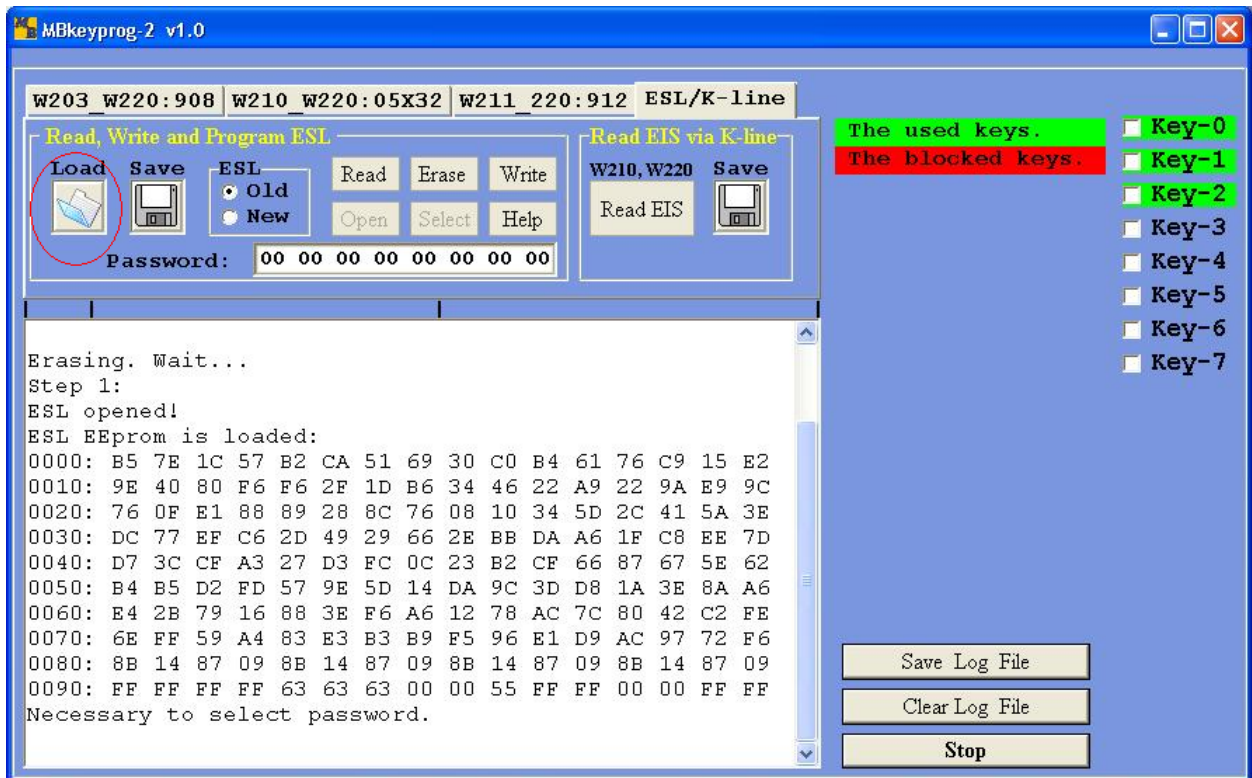 MBkeyprog-2 v1.0
W203_W220:908 W210_W220:05X32 W211_220:912 ESL/K-line
Read, Write and Program ESL
Load Save ESL
Old
New
Read Erase Write
Open Select Help
Password: 00 00 00 00 00 00 00 00
Read EIS via K-line
W210, W220 Save
Read EIS
The used keys.
The blocked keys.
Key-0
Key-1
Key-2
Key-3
Key-4
Key-5
Key-6
Key-7
Erasing. Wait...
Step 1:
ESL opened!
ESL EEprom is loaded:
0000: B5 7E 1C 57 B2 CA 51 69 30 C0 B4 61 76 C9 15 E2
0010: 9E 40 80 F6 F6 2F 1D B6 34 46 22 A9 22 9A E9 9C
0020: 76 0F E1 88 89 28 8C 76 08 10 34 5D 2C 41 5A 3E
0030: DC 77 EF C6 2D 49 29 66 2E BB DA A6 1F C8 EE 7D
0040: D7 3C CF A3 27 D3 FC 0C 23 B2 CF 66 87 67 5E 62
0050: B4 B5 D2 FD 57 9E 5D 14 DA 9C 3D D8 1A 3E 8A A6
0060: E4 2B 79 16 88 3E F6 A6 12 78 AC 7C 80 42 C2 FE
0070: 6E FF 59 A4 83 E3 B3 B9 F5 96 E1 D9 AC 97 72 F6
0080: 8B 14 87 09 8B 14 87 09 8B 14 87 09 8B 14 87 09
0090: FF FF FF FF 63 63 63 00 00 55 FF FF 00 00 FF FF
Necessary to select password.
Save Log File
Clear Log File
Stop